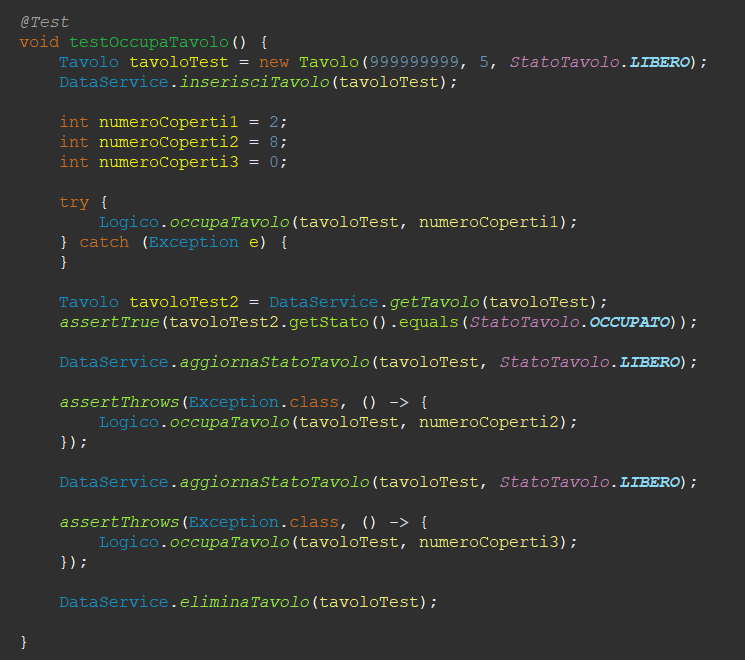 @Test
void testOccupaTavolo() {
    Tavolo tavoloTest = new Tavolo(999999999, 5, StatoTavolo.LIBERO);
    DataService.inserisciTavolo(tavoloTest);

    int numeroCoperti1 = 2;
    int numeroCoperti2 = 8;
    int numeroCoperti3 = 0;

    try {
        Logico.occupaTavolo(tavoloTest, numeroCoperti1);
    } catch (Exception e) {
    }

    Tavolo tavoloTest2 = DataService.getTavolo(tavoloTest);
    assertTrue(tavoloTest2.getStato().equals(StatoTavolo.OCCUPATO));

    DataService.aggiornaStatoTavolo(tavoloTest, StatoTavolo.LIBERO);

    assertThrows(Exception.class, () -> {
        Logico.occupaTavolo(tavoloTest, numeroCoperti2);
    });

    DataService.aggiornaStatoTavolo(tavoloTest, StatoTavolo.LIBERO);

    assertThrows(Exception.class, () -> {
        Logico.occupaTavolo(tavoloTest, numeroCoperti3);
    });

    DataService.eliminaTavolo(tavoloTest);

}